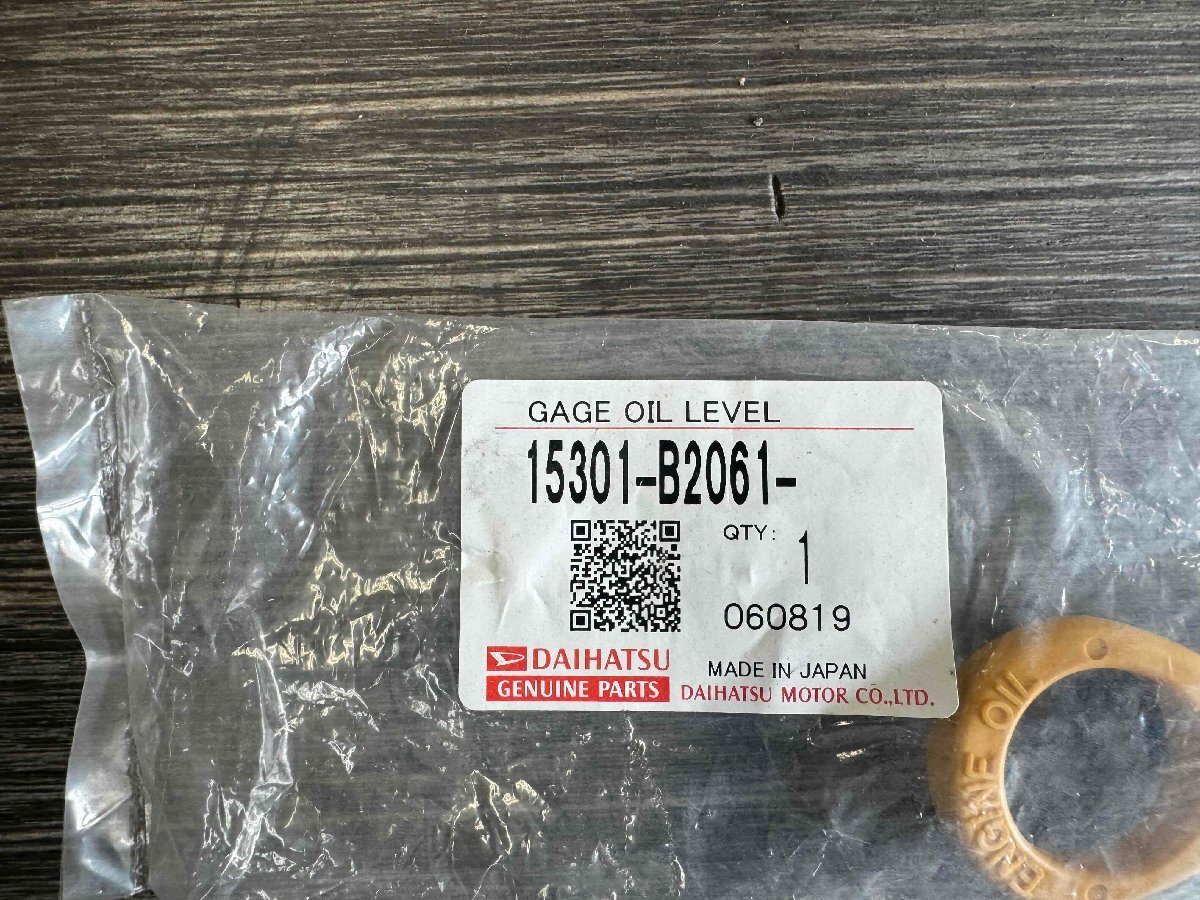 GAGE OIL LEVEL
15301-B2061-
QTY: 1
060819
DAIHATSU
GENUINE PARTS
MADE IN JAPAN
DAIHATSU MOTOR CO.,LTD.
ENGINE OIL